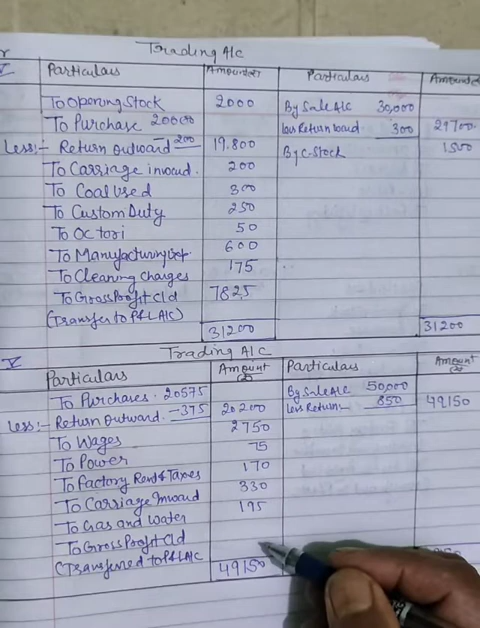 Trading A/C
Particulars Amount Particulars Amount
To Opening Stock 2000 By Sale A/C 30,000
To Purchase 20000 less Return Inward 300 29700
Less:- Return Outward 200 19.800 By C. Stock 1500
To Carriage inward. 200
To Coal Used 300
To Custom Duty 250
To Octori 50
To Manufacturing Exp. 600
To Cleaning Charges 175
To Gross Profit C/d 7825
(Transfer to P&L A/C)
31200 31200
Trading A/C
Particulars Amount Particulars Amount
To Purchases. 20575 By Sale A/C 50,000
Less:- Return Outward. -375 20200 Less Return 850 49150
To Wages 2750
To Power 75
To Factory Rent & Taxes 170
To Carriage Inward 330
To Gas and Water 195
To Gross Profit C/d
(Transferred to P&L A/C 49150